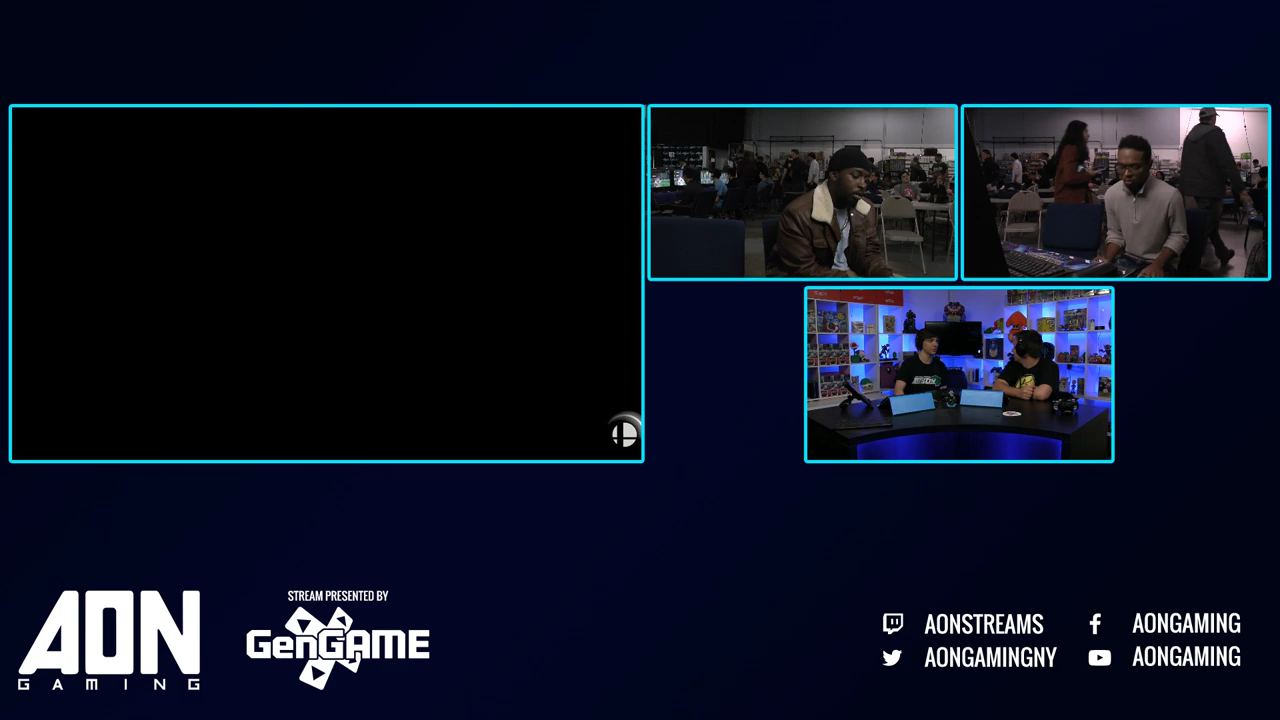 AON
GAMING
STREAM PRESENTED BY
GenGAME
AONSTREAMS
AONGAMING
AONGAMINGNY
AONGAMING